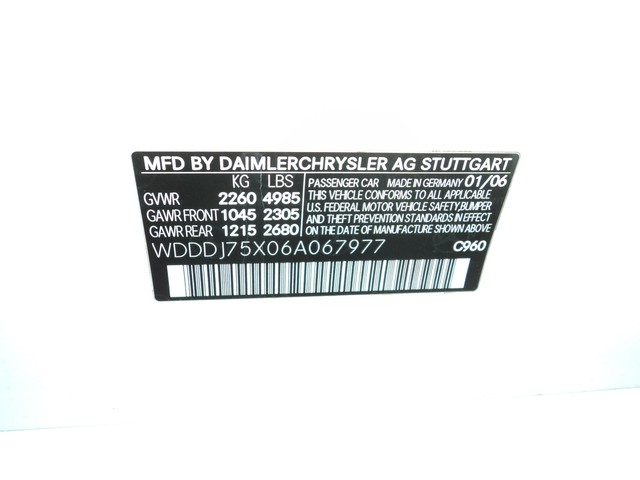 MFD BY DAIMLERCHRYSLER AG STUTTGART
KG LBS
GVWR 2260 4985
GAWR FRONT 1045 2305
GAWR REAR 1215 2680
PASSENGER CAR MADE IN GERMANY 01/06
THIS VEHICLE CONFORMS TO ALL APPLICABLE
U.S. FEDERAL MOTOR VEHICLE SAFETY,BUMPER
AND THEFT PREVENTION STANDARDS IN EFFECT
ON THE DATE OF MANUFACTURE SHOWN ABOVE
WDDDJ75X06A067977 C960